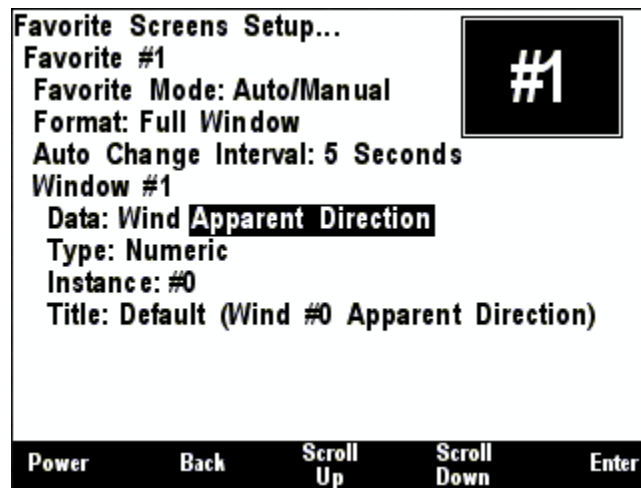 Favorite Screens Setup...
Favorite #1
#1
Favorite Mode: Auto/Manual
Format: Full Window
Auto Change Interval: 5 Seconds
Window #1
Data: Wind Apparent Direction
Type: Numeric
Instance: #0
Title: Default (Wind #0 Apparent Direction)
Power Back Scroll Up Scroll Down Enter